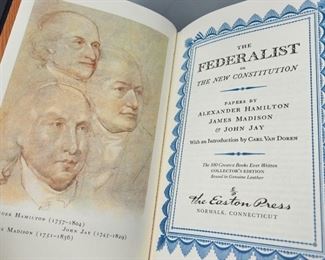 DER HAMILTON (1757-1804)
JOHN JAY (1745-1829)
S MADISON (1751-1836)
THE
FEDERALIST
OR
THE NEW CONSTITUTION
PAPERS BY
ALEXANDER HAMILTON
JAMES MADISON
& JOHN JAY
With an Introduction by CARL VAN DOREN
The 100 Greatest Books Ever Written
COLLECTOR'S EDITION
Bound in Genuine Leather
The Easton Press
NORWALK, CONNECTICUT